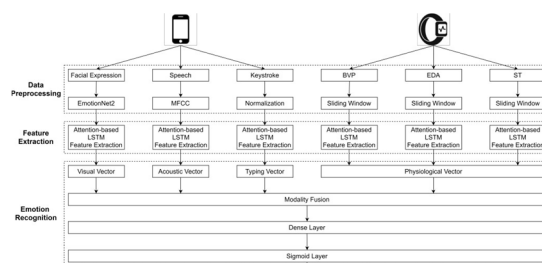 Facial Expression Speech Keystroke BVP EDA ST
Data
Preprocessing
EmotionNet2 MFCC Normalization Sliding Window Sliding Window Sliding Window
Feature
Extraction
Attention-based Attention-based Attention-based Attention-based Attention-based Attention-based
LSTM LSTM LSTM LSTM LSTM LSTM
Feature Extraction Feature Extraction Feature Extraction Feature Extraction Feature Extraction Feature Extraction
Visual Vector Acoustic Vector Typing Vector Physiological Vector
Modality Fusion
Emotion
Recognition
Dense Layer
Sigmoid Layer